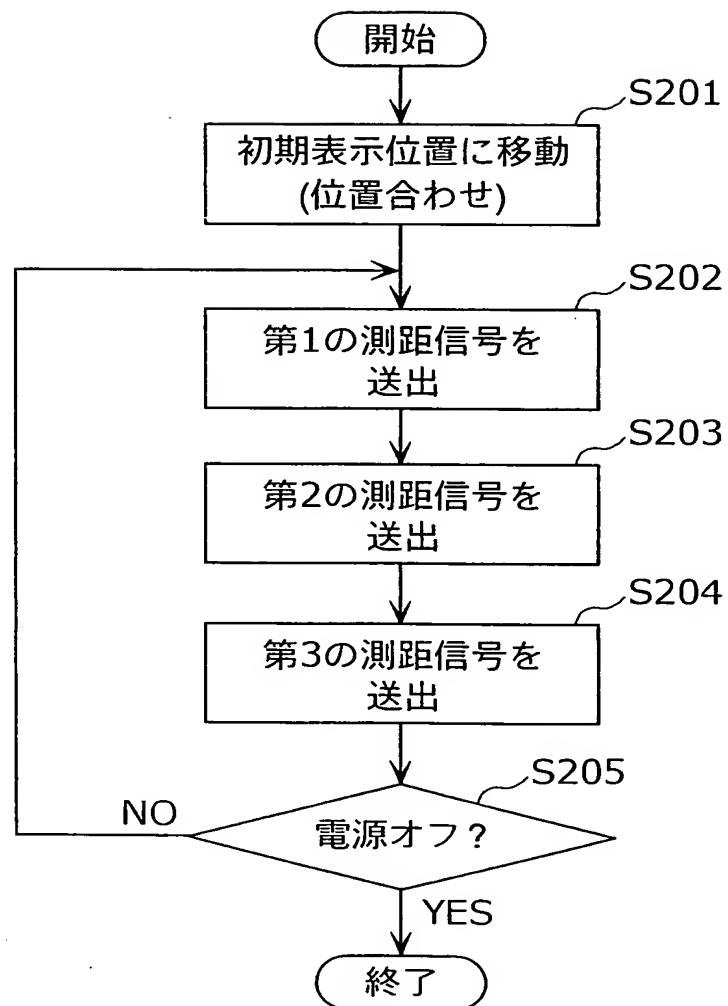 開始
S201
初期表示位置に移動
(位置合わせ)
S202
第1の測距信号を
送出
S203
第2の測距信号を
送出
S204
第3の測距信号を
送出
S205
電源オフ?
NO
YES
終了